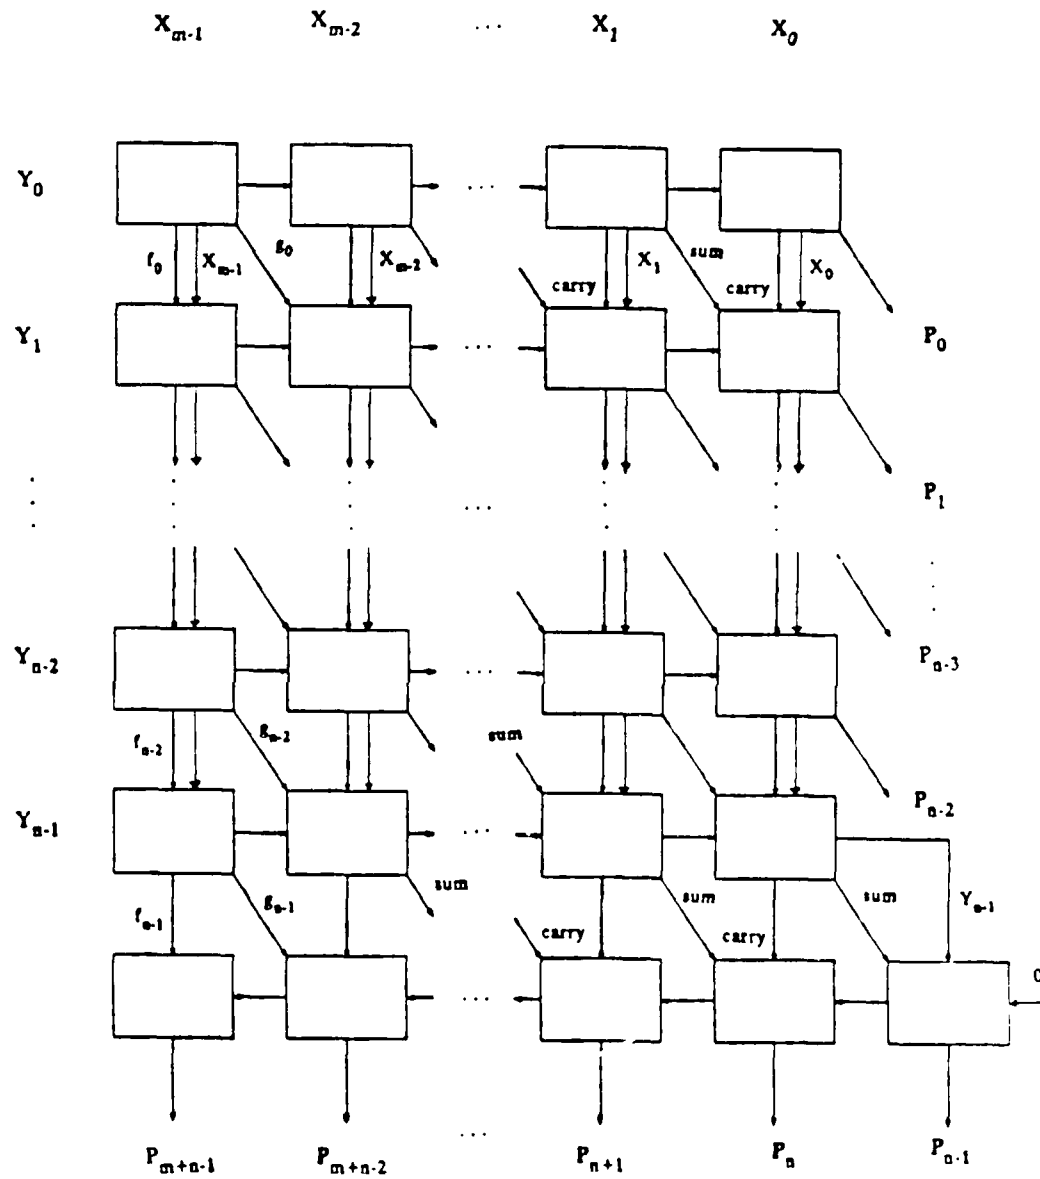 X_{m-1} X_{m-2} ... X_1 X_0
Y_0
f_0 X_{m-1} g_0 X_{m-2} X_1 sum X_0
carry carry
Y_1 ... P_0
... P_1
Y_{n-2} ... P_{n-3}
f_{n-2} g_{n-2} sum
Y_{n-1} ... P_{n-2}
f_{n-1} g_{n-1} sum carry sum carry sum Y_{n-1}
... 0
P_{m+n-1} P_{m+n-2} ... P_{n+1} P_n P_{n-1}